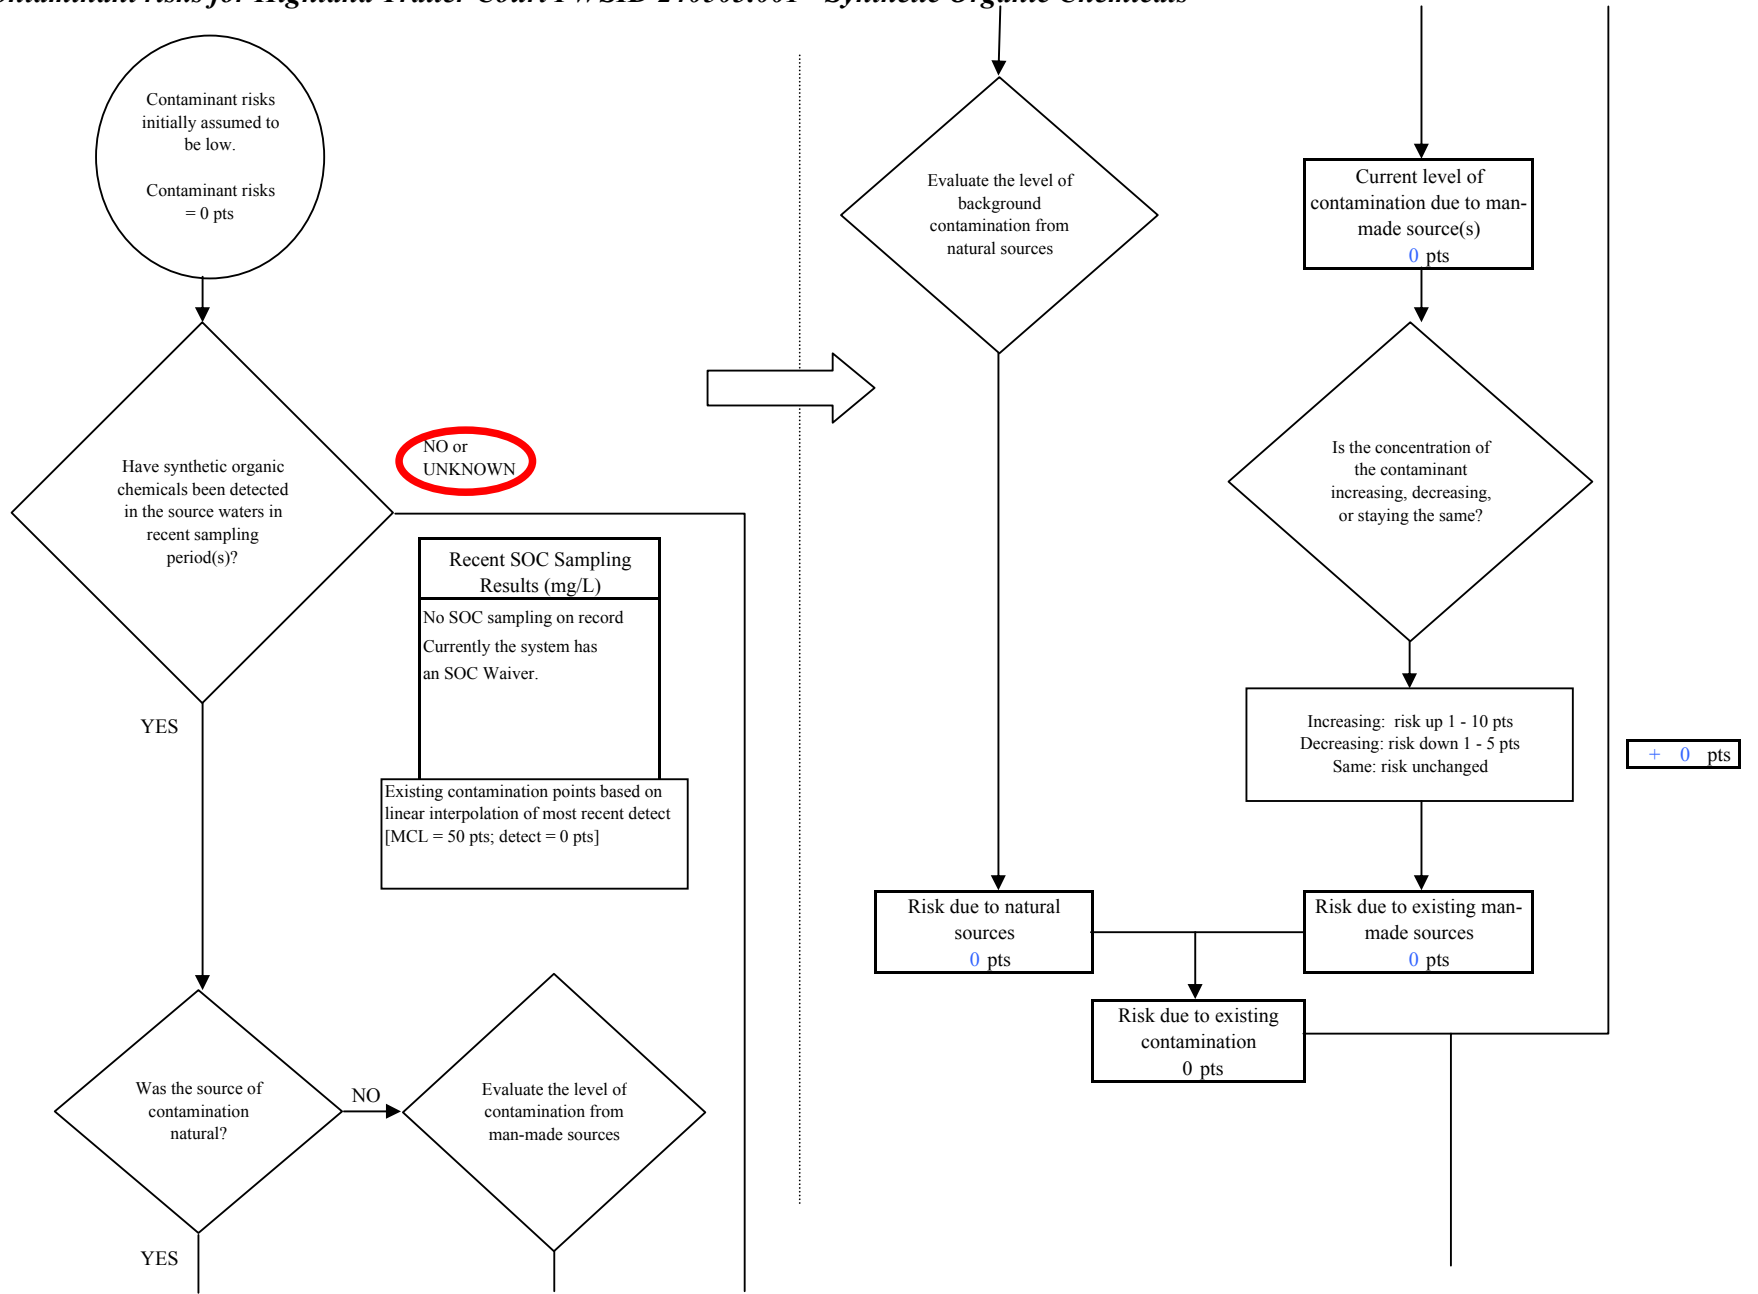 Contaminant risks
initially assumed to
be low.
Contaminant risks
= 0 pts
Have synthetic organic
chemicals been detected
in the source waters in
recent sampling
period(s)?
NO or
UNKNOWN
Recent SOC Sampling
Results (mg/L)
No SOC sampling on record
Currently the system has
an SOC Waiver.
YES
Existing contamination points based on
linear interpolation of most recent detect
[MCL = 50 pts; detect = 0 pts]
Was the source of
contamination
natural?
NO
Evaluate the level of
contamination from
man-made sources
YES
Evaluate the level of
background
contamination from
natural sources
Current level of
contamination due to man-
made source(s)
0 pts
Is the concentration of
the contaminant
increasing, decreasing,
or staying the same?
Increasing: risk up 1 - 10 pts
Decreasing: risk down 1 - 5 pts
Same: risk unchanged
+ 0 pts
Risk due to natural
sources
0 pts
Risk due to existing man-
made sources
0 pts
Risk due to existing
contamination
0 pts